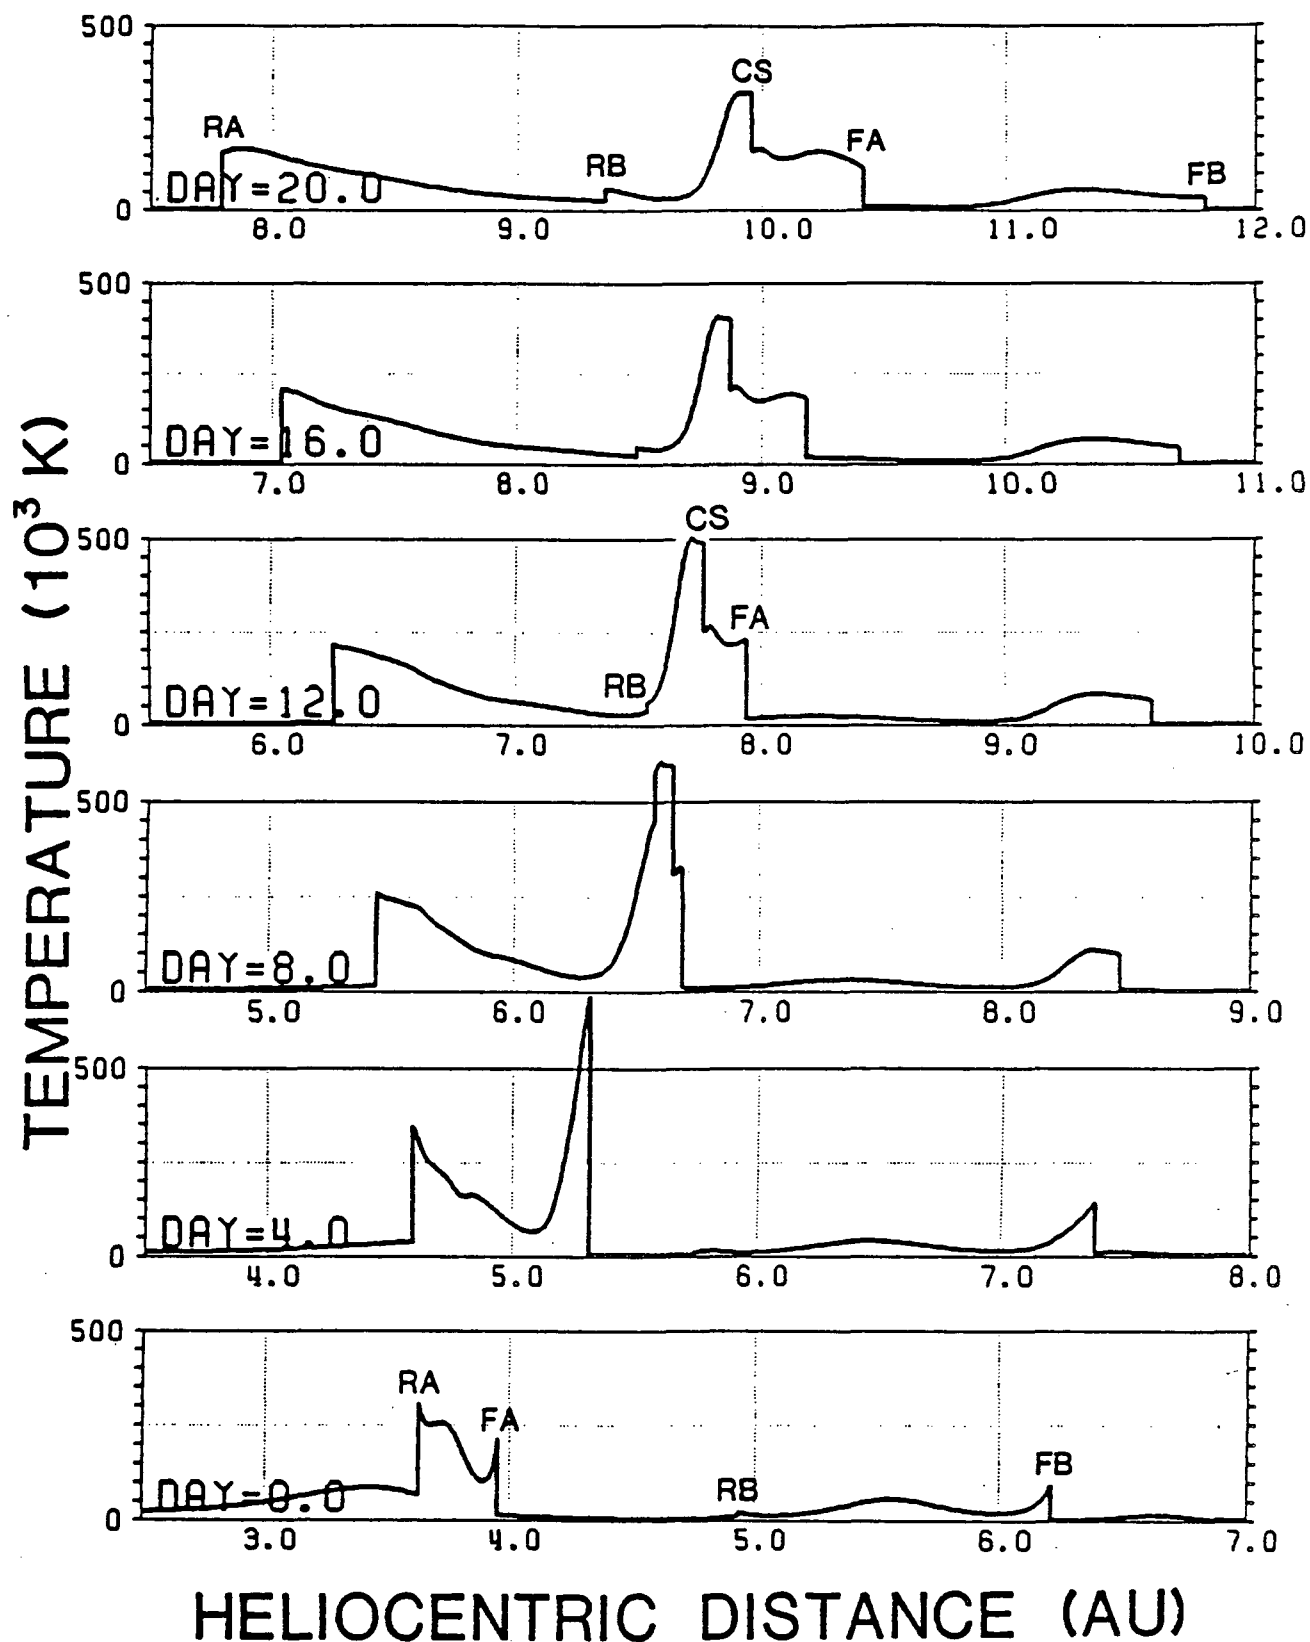 TEMPERATURE (10³ K)
500
CS
RA
FA
RB
FB
DAY=20.0
0
8.0 9.0 10.0 11.0 12.0
500
DAY=16.0
0
7.0 8.0 9.0 10.0 11.0
CS
500
FA
RB
DAY=12.0
0
6.0 7.0 8.0 9.0 10.0
500
DAY=8.0
0
5.0 6.0 7.0 8.0 9.0
500
DAY=4.0
0
4.0 5.0 6.0 7.0 8.0
500
RA
FA
FB
RB
DAY=0.0
0
3.0 4.0 5.0 6.0 7.0
HELIOCENTRIC DISTANCE (AU)